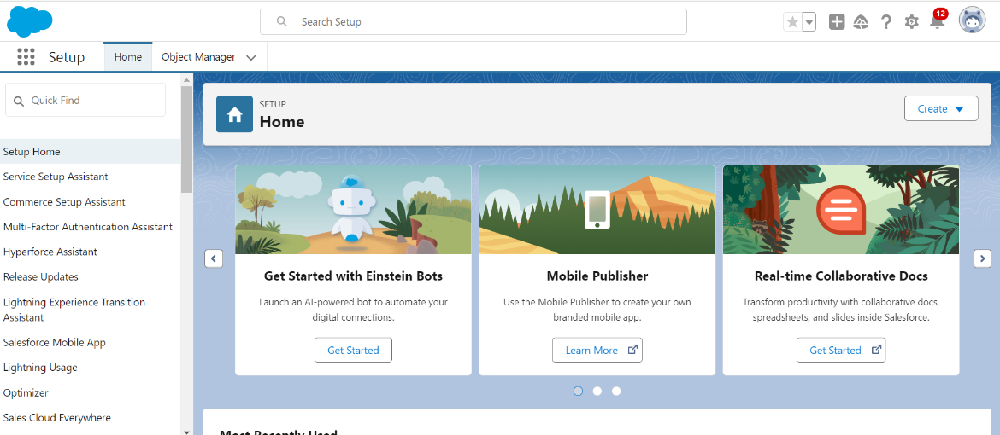 Search Setup
12
Setup
Home
Object Manager
Quick Find
Setup Home
Service Setup Assistant
Commerce Setup Assistant
Multi-Factor Authentication Assistant
Hyperforce Assistant
Release Updates
Lightning Experience Transition
Assistant
Salesforce Mobile App
Lightning Usage
Optimizer
Sales Cloud Everywhere
SETUP
Home
Create
Get Started with Einstein Bots
Launch an AI-powered bot to automate your
digital connections.
Get Started
Mobile Publisher
Use the Mobile Publisher to create your own
branded mobile app.
Learn More
Real-time Collaborative Docs
Transform productivity with collaborative docs,
spreadsheets, and slides inside Salesforce.
Get Started
Most Recently Used